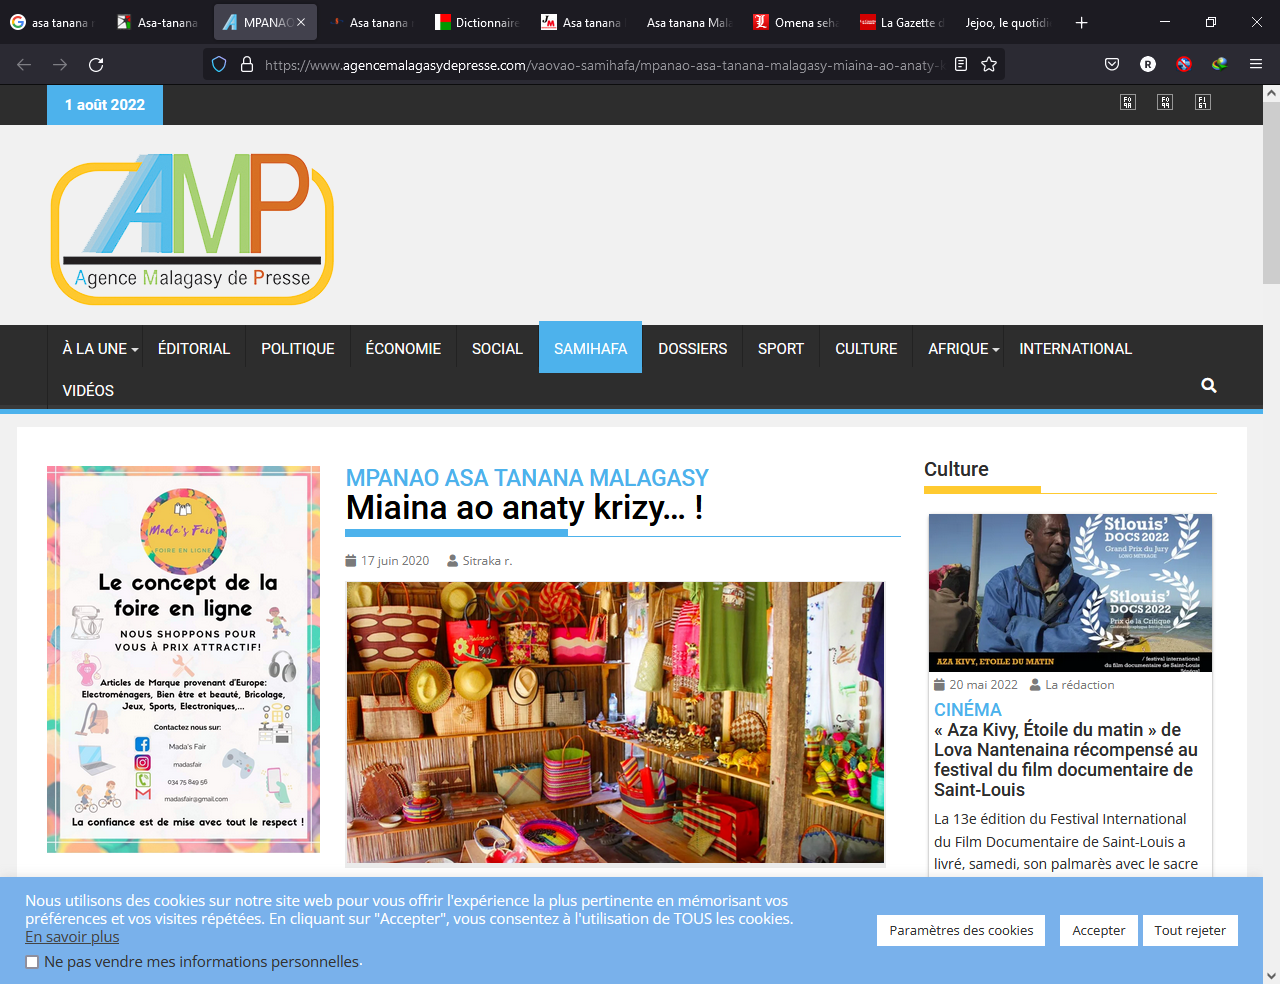 asa tanana
Asa-tanana
MPANAO
Asa tanana
Dictionnaire
Asa tanana
Asa tanana Mala
Omena seha
La Gazette d
Jejoo, le quotidi
https://www.agencemalagasydepresse.com/vaovao-samihafa/mpanao-asa-tanana-malagasy-miaina-ao-anaty-k
1 août 2022
AMP
Agence Malagasy de Presse
À LA UNE
ÉDITORIAL
POLITIQUE
ÉCONOMIE
SOCIAL
SAMIHAFA
DOSSIERS
SPORT
CULTURE
AFRIQUE
INTERNATIONAL
VIDÉOS
Mada's Fair
FOIRE EN LIGNE
Le concept de la
foire en ligne
NOUS SHOPPONS POUR
VOUS À PRIX ATTRACTIF!
Articles de Marque provenant d'Europe:
Electroménagers, Bien être et beauté, Bricolage,
Jeux, Sports, Electroniques,...
Contactez nous sur:
Mada's Fair
madasfair
034 75 849 56
madasfair@gmail.com
La confiance est de mise avec tout le respect !
MPANAO ASA TANANA MALAGASY
Miaina ao anaty krizy… !
17 juin 2020 Sitraka r.
Culture
Stlouis'
DOCS 2022
Grand Prix du Jury
LONG MÉTRAGE
Stlouis'
DOCS 2022
Prix de la Critique
AZA KIVY, ETOILE DU MATIN
/ festival international
du film documentaire de Saint-Louis
20 mai 2022 La rédaction
CINÉMA
« Aza Kivy, Étoile du matin » de
Lova Nantenaina récompensé au
festival du film documentaire de
Saint-Louis
La 13e édition du Festival International
du Film Documentaire de Saint-Louis a
livré, samedi, son palmarès avec le sacre
Nous utilisons des cookies sur notre site web pour vous offrir l'expérience la plus pertinente en mémorisant vos
préférences et vos visites répétées. En cliquant sur "Accepter", vous consentez à l'utilisation de TOUS les cookies.
En savoir plus
Ne pas vendre mes informations personnelles.
Paramètres des cookies
Accepter
Tout rejeter